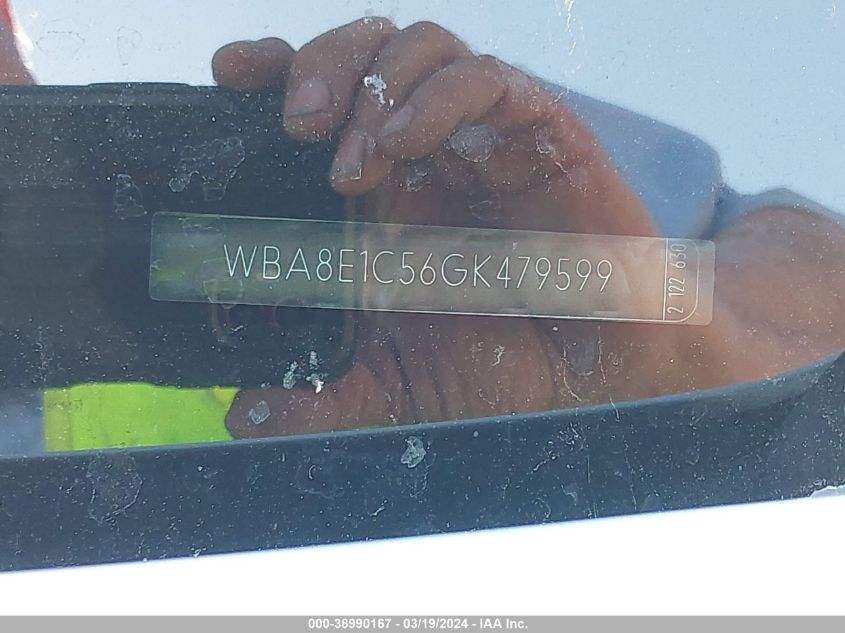 WBA8E1C56GK479599
2 122 630
000-38990167 - 03/19/2024 - IAA Inc.